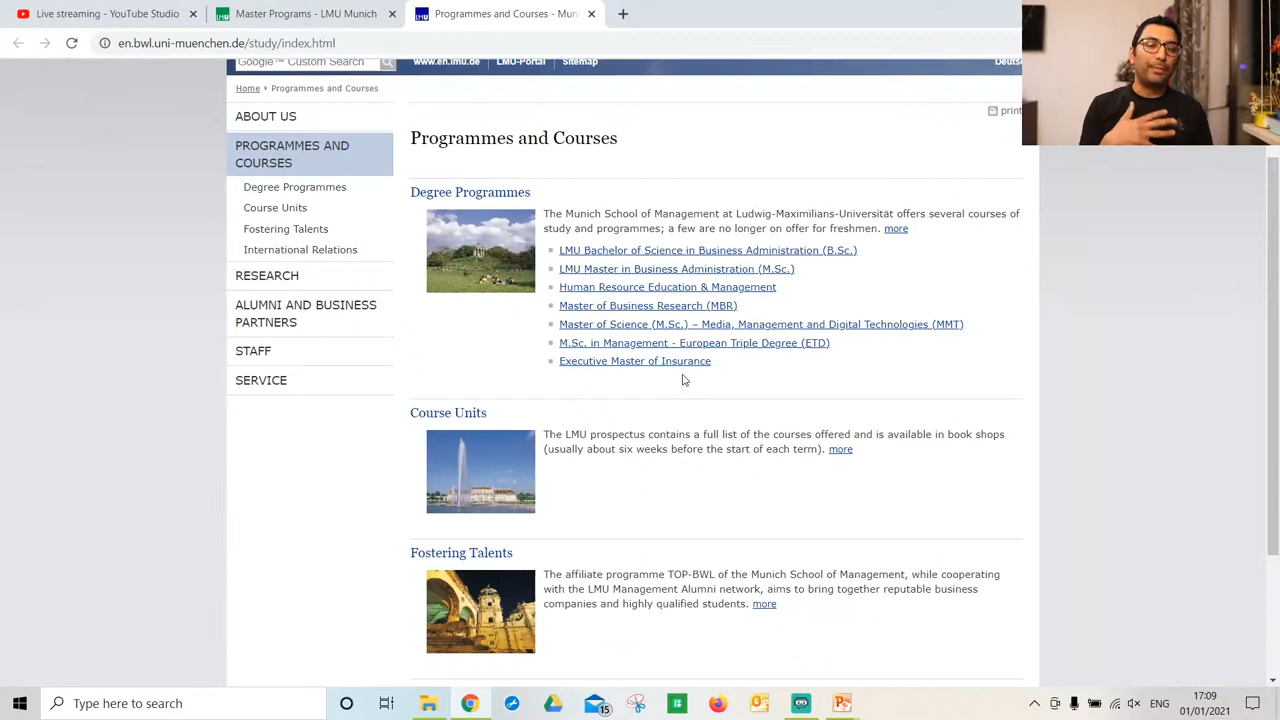 Live streaming - YouTube Studio
Master Programs - LMU Munich
Programmes and Courses - Mun
en.bwl.uni-muenchen.de/study/index.html
Google™ Custom Search
www.en.lmu.de
LMU-Portal
Sitemap
Deuts
Home
Programmes and Courses
print
ABOUT US
PROGRAMMES AND
COURSES
Degree Programmes
Course Units
Fostering Talents
International Relations
RESEARCH
ALUMNI AND BUSINESS
PARTNERS
STAFF
SERVICE
Programmes and Courses
Degree Programmes
The Munich School of Management at Ludwig-Maximilians-Universität offers several courses of
study and programmes; a few are no longer on offer for freshmen. more
LMU Bachelor of Science in Business Administration (B.Sc.)
LMU Master in Business Administration (M.Sc.)
Human Resource Education & Management
Master of Business Research (MBR)
Master of Science (M.Sc.) – Media, Management and Digital Technologies (MMT)
M.Sc. in Management - European Triple Degree (ETD)
Executive Master of Insurance
Course Units
The LMU prospectus contains a full list of the courses offered and is available in book shops
(usually about six weeks before the start of each term). more
Fostering Talents
The affiliate programme TOP-BWL of the Munich School of Management, while cooperating
with the LMU Management Alumni network, aims to bring together reputable business
companies and highly qualified students. more
Type here to search
15
ENG
17:09
01/01/2021